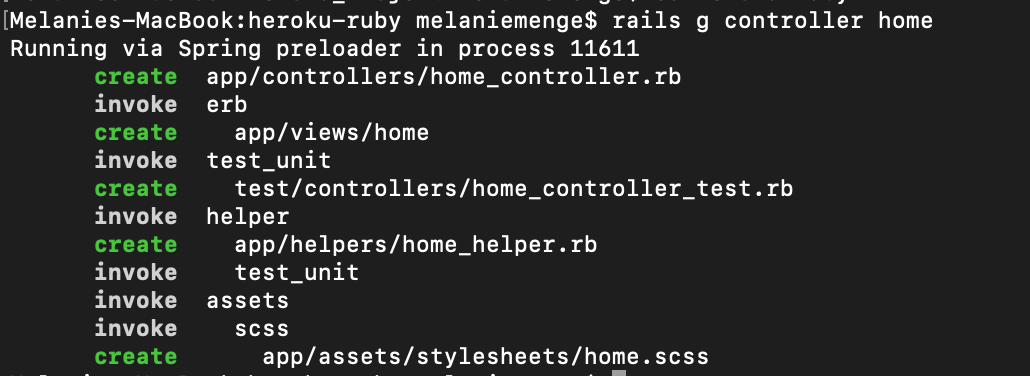 [Melanies-MacBook:heroku-ruby melaniemenge$ rails g controller home
Running via Spring preloader in process 11611
create app/controllers/home_controller.rb
invoke erb
create app/views/home
invoke test_unit
create test/controllers/home_controller_test.rb
invoke helper
create app/helpers/home_helper.rb
invoke test_unit
invoke assets
invoke scss
create app/assets/stylesheets/home.scss